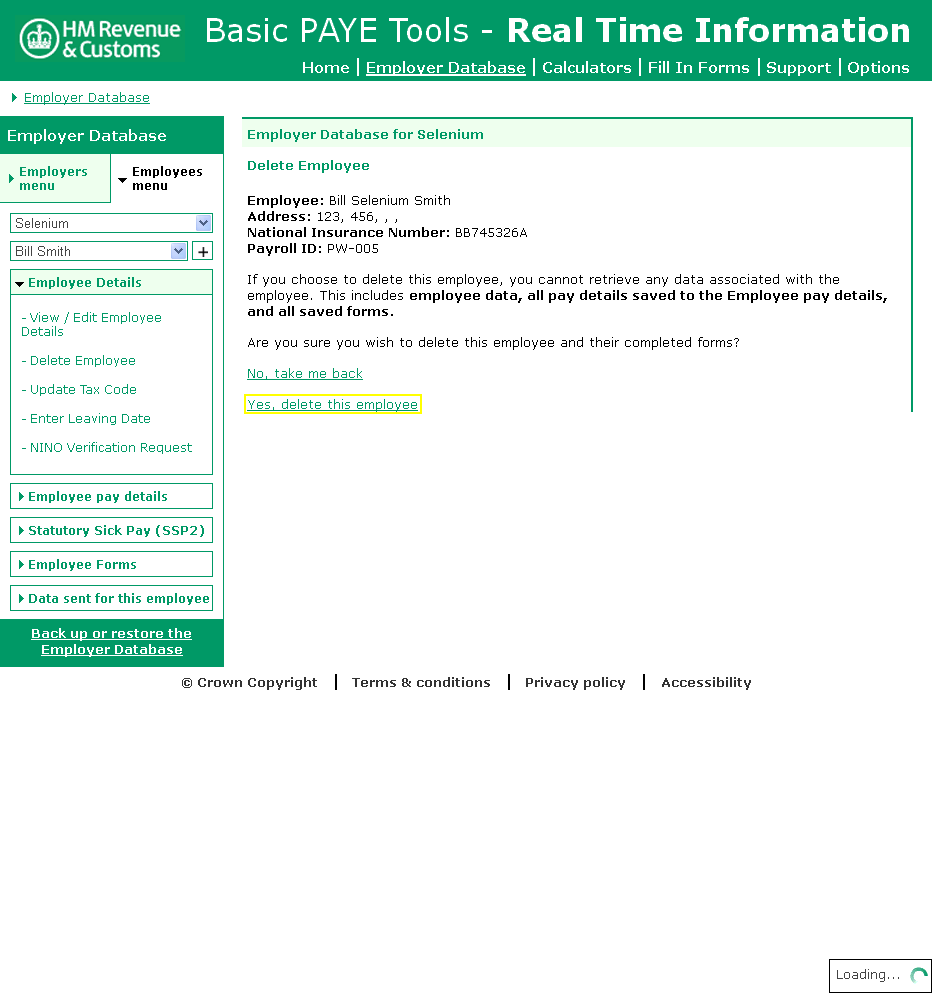 HM Revenue
& Customs
Basic PAYE Tools - Real Time Information
Home | Employer Database | Calculators | Fill In Forms | Support | Options
Employer Database
Employer Database
Employers
menu
Employees
menu
Selenium
Bill Smith
+
Employee Details
- View / Edit Employee
Details
- Delete Employee
- Update Tax Code
- Enter Leaving Date
- NINO Verification Request
Employee pay details
Statutory Sick Pay (SSP2)
Employee Forms
Data sent for this employee
Back up or restore the
Employer Database
Employer Database for Selenium
Delete Employee
Employee: Bill Selenium Smith
Address: 123, 456, , ,
National Insurance Number: BB745326A
Payroll ID: PW-005
If you choose to delete this employee, you cannot retrieve any data associated with the
employee. This includes employee data, all pay details saved to the Employee pay details,
and all saved forms.
Are you sure you wish to delete this employee and their completed forms?
No, take me back
Yes, delete this employee
© Crown Copyright | Terms & conditions | Privacy policy | Accessibility
Loading...